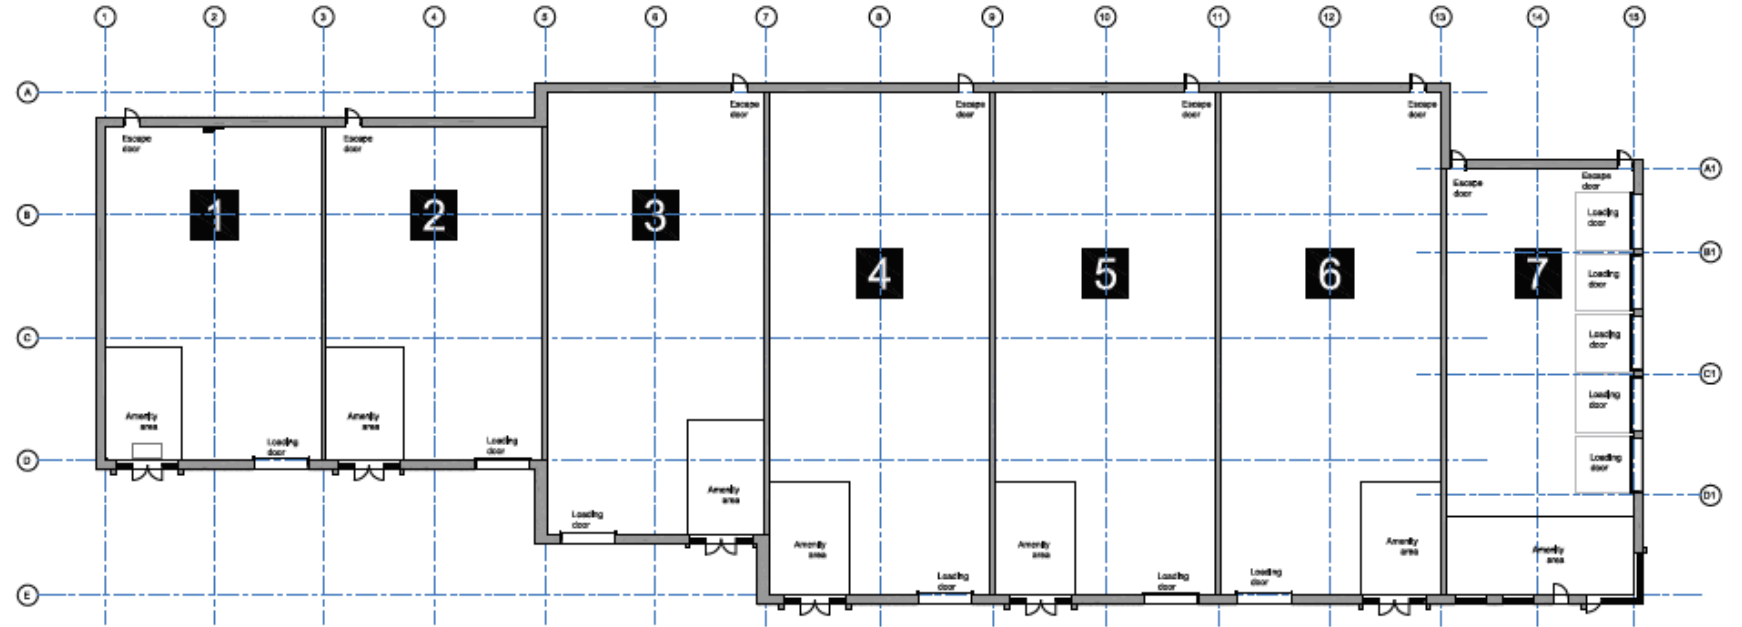 1 2 3 4 5 6 7 8 9 10 11 12 13 14 15
A
Escape
door
Escape
door
Escape
door
Escape
door
Escape
door
Escape
door
A1
Escape
door
Escape
door
B
1
2
3
Loading
door
B1
4
5
6
7
Loading
door
C
Loading
door
C1
Loading
door
Amenity
area
Loading
door
Amenity
area
Loading
door
D
Loading
door
D1
Amenity
area
Loading
door
Amenity
area
Loading
door
Amenity
area
Loading
door
Loading
door
Amenity
area
Amenity
area
E